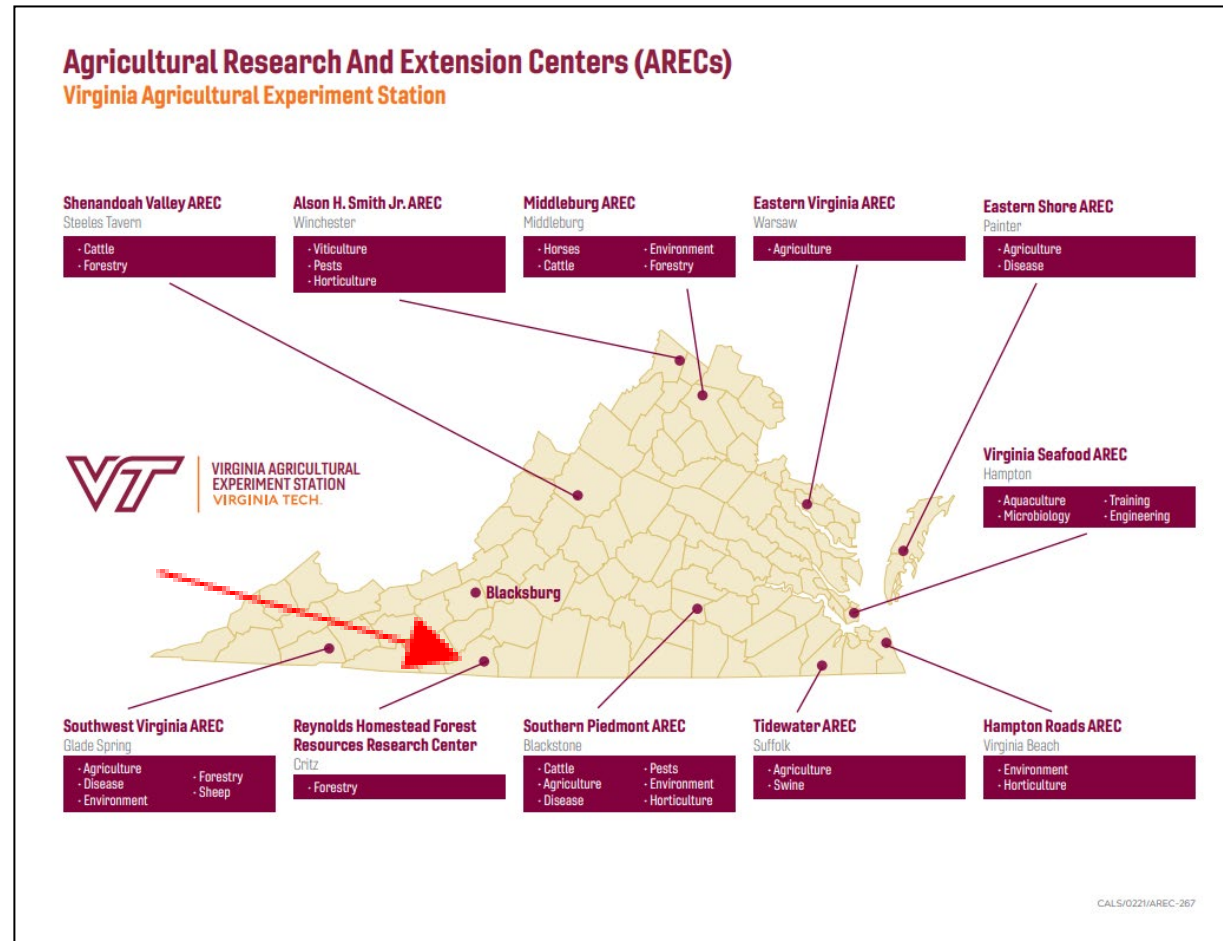 Agricultural Research And Extension Centers (ARECs)
Virginia Agricultural Experiment Station
Shenandoah Valley AREC
Steeles Tavern
· Cattle
· Forestry
Alson H. Smith Jr. AREC
Winchester
· Viticulture
· Pests
· Horticulture
Middleburg AREC
Middleburg
· Horses
· Cattle
· Environment
· Forestry
Eastern Virginia AREC
Warsaw
· Agriculture
Eastern Shore AREC
Painter
· Agriculture
· Disease
VT
VIRGINIA AGRICULTURAL
EXPERIMENT STATION
VIRGINIA TECH.
Virginia Seafood AREC
Hampton
· Aquaculture
· Microbiology
· Training
· Engineering
Blacksburg
Southwest Virginia AREC
Glade Spring
· Agriculture
· Disease
· Environment
· Forestry
· Sheep
Reynolds Homestead Forest
Resources Research Center
Critz
· Forestry
Southern Piedmont AREC
Blackstone
· Cattle
· Agriculture
· Disease
· Pests
· Environment
· Horticulture
Tidewater AREC
Suffolk
· Agriculture
· Swine
Hampton Roads AREC
Virginia Beach
· Environment
· Horticulture
CALS/0221/AREC-267